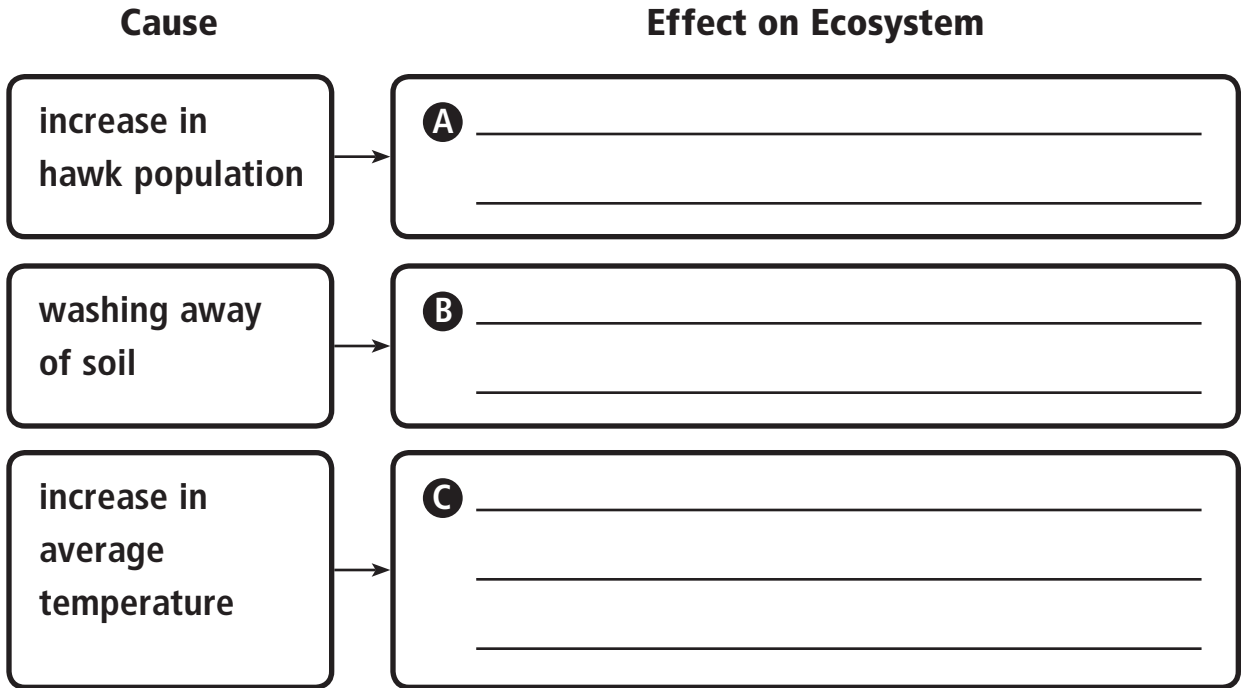 Cause
Effect on Ecosystem
increase in
hawk population
A
washing away
of soil
B
increase in
average
temperature
C